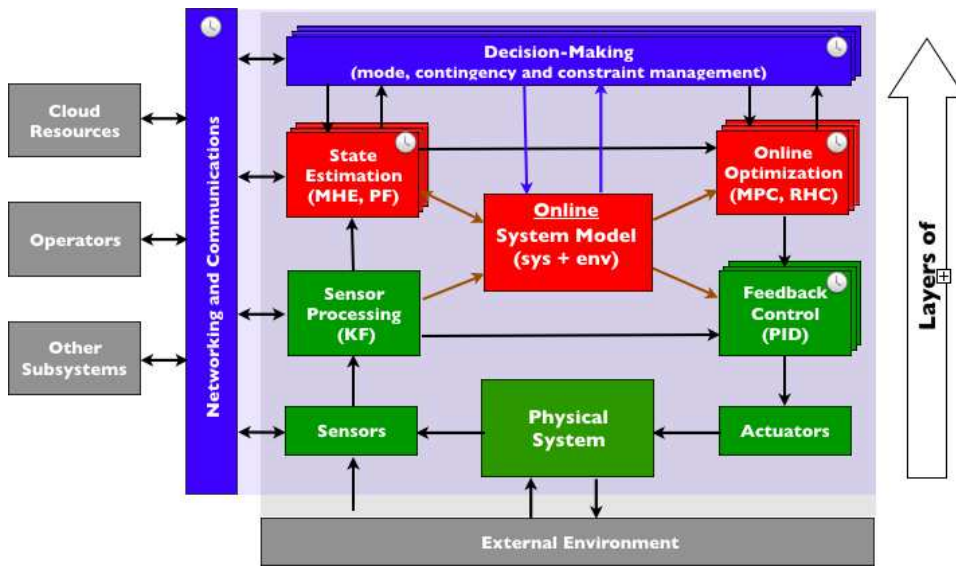 Decision-Making
(mode, contingency and constraint management)
Cloud
Resources
Operators
Other
Subsystems
Networking and Communications
State
Estimation
(MHE, PF)
Online
Optimization
(MPC, RHC)
Online
System Model
(sys + env)
Sensor
Processing
(KF)
Feedback
Control
(PID)
Sensors
Physical
System
Actuators
External Environment
Layers of